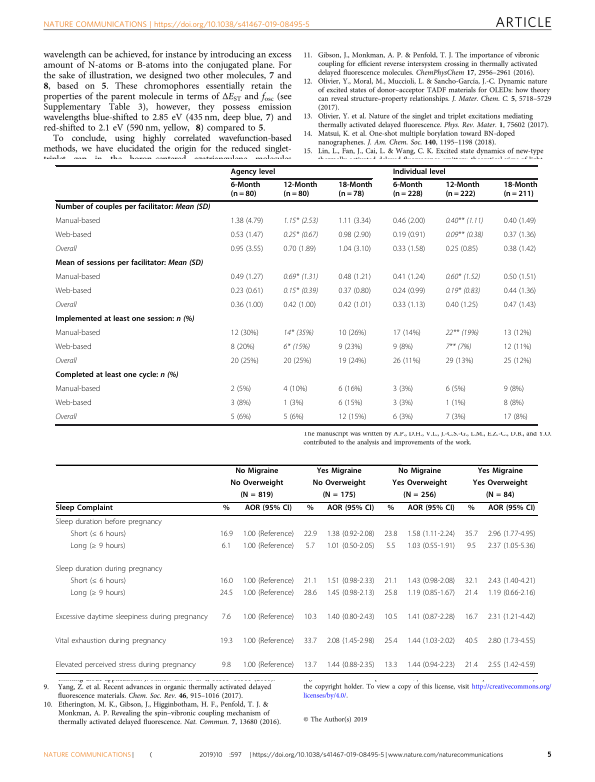 NATURE COMMUNICATIONS | https://doi.org/10.1038/s41467-019-08495-5 ARTICLE
wavelength can be achieved, for instance by introducing an excess
amount of N-atoms or B-atoms into the conjugated plane. For
the sake of illustration, we designed two other molecules, 7 and
8, based on 5. These chromophores essentially retain the
properties of the parent molecule in terms of ΔEST and fosc (see
Supplementary Table 3), however, they possess emission
wavelengths blue-shifted to 2.85 eV (435 nm, deep blue, 7) and
red-shifted to 2.1 eV (590 nm, yellow, 8) compared to 5.
To conclude, using highly correlated wavefunction-based
methods, we have elucidated the origin for the reduced singlet-
11. Gibson, J., Monkman, A. P. & Penfold, T. J. The importance of vibronic
coupling for efficient reverse intersystem crossing in thermally activated
delayed fluorescence molecules. ChemPhysChem 17, 2956–2961 (2016).
12. Olivier, Y., Moral, M., Muccioli, L. & Sancho-García, J.-C. Dynamic nature
of excited states of donor–acceptor TADF materials for OLEDs: how theory
can reveal structure–property relationships. J. Mater. Chem. C. 5, 5718–5729
(2017).
13. Olivier, Y. et al. Nature of the singlet and triplet excitations mediating
thermally activated delayed fluorescence. Phys. Rev. Mater. 1, 75602 (2017).
14. Matsui, K. et al. One-shot multiple borylation toward BN-doped
nanographenes. J. Am. Chem. Soc. 140, 1195–1198 (2018).
15. Lin, L., Fan, J., Cai, L. & Wang, C. K. Excited state dynamics of new-type
Agency level Individual level
6-Month 12-Month 18-Month 6-Month 12-Month 18-Month
(n = 80) (n = 80) (n = 78) (n = 228) (n = 222) (n = 211)
Number of couples per facilitator: Mean (SD)
Manual-based 1.38 (4.79) 1.15* (2.53) 1.11 (3.34) 0.46 (2.00) 0.40** (1.11) 0.40 (1.49)
Web-based 0.53 (1.47) 0.25* (0.67) 0.98 (2.90) 0.19 (0.91) 0.09** (0.38) 0.37 (1.36)
Overall 0.95 (3.55) 0.70 (1.89) 1.04 (3.10) 0.33 (1.58) 0.25 (0.85) 0.38 (1.42)
Mean of sessions per facilitator: Mean (SD)
Manual-based 0.49 (1.27) 0.69* (1.31) 0.48 (1.21) 0.41 (1.24) 0.60* (1.52) 0.50 (1.51)
Web-based 0.23 (0.61) 0.15* (0.39) 0.37 (0.80) 0.24 (0.99) 0.19* (0.83) 0.44 (1.36)
Overall 0.36 (1.00) 0.42 (1.00) 0.42 (1.01) 0.33 (1.13) 0.40 (1.25) 0.47 (1.43)
Implemented at least one session: n (%)
Manual-based 12 (30%) 14* (35%) 10 (26%) 17 (14%) 22** (19%) 13 (12%)
Web-based 8 (20%) 6* (15%) 9 (23%) 9 (8%) 7** (7%) 12 (11%)
Overall 20 (25%) 20 (25%) 19 (24%) 26 (11%) 29 (13%) 25 (12%)
Completed at least one cycle: n (%)
Manual-based 2 (5%) 4 (10%) 6 (16%) 3 (3%) 6 (5%) 9 (8%)
Web-based 3 (8%) 1 (3%) 6 (15%) 3 (3%) 1 (1%) 8 (8%)
Overall 5 (6%) 5 (6%) 12 (15%) 6 (3%) 7 (3%) 17 (8%)
The manuscript was written by A.P., D.H., V.L., J.-C.S.-G., L.M., E.Z.-C., D.B., and Y.O.
contributed to the analysis and improvements of the work.
No Migraine Yes Migraine No Migraine Yes Migraine
No Overweight No Overweight Yes Overweight Yes Overweight
(N = 819) (N = 175) (N = 256) (N = 84)
Sleep Complaint % AOR (95% CI) % AOR (95% CI) % AOR (95% CI) % AOR (95% CI)
Sleep duration before pregnancy
Short (≤ 6 hours) 16.9 1.00 (Reference) 22.9 1.38 (0.92-2.08) 23.8 1.58 (1.11-2.24) 35.7 2.96 (1.77-4.95)
Long (≥ 9 hours) 6.1 1.00 (Reference) 5.7 1.01 (0.50-2.05) 5.5 1.03 (0.55-1.91) 9.5 2.37 (1.05-5.36)
Sleep duration during pregnancy
Short (≤ 6 hours) 16.0 1.00 (Reference) 21.1 1.51 (0.98-2.33) 21.1 1.43 (0.98-2.08) 32.1 2.43 (1.40-4.21)
Long (≥ 9 hours) 24.5 1.00 (Reference) 28.6 1.45 (0.98-2.13) 25.8 1.19 (0.85-1.67) 21.4 1.19 (0.66-2.16)
Excessive daytime sleepiness during pregnancy 7.6 1.00 (Reference) 10.3 1.40 (0.80-2.43) 10.5 1.41 (0.87-2.28) 16.7 2.31 (1.21-4.42)
Vital exhaustion during pregnancy 19.3 1.00 (Reference) 33.7 2.08 (1.45-2.98) 25.4 1.44 (1.03-2.02) 40.5 2.80 (1.73-4.55)
Elevated perceived stress during pregnancy 9.8 1.00 (Reference) 13.7 1.44 (0.88-2.35) 13.3 1.44 (0.94-2.23) 21.4 2.55 (1.42-4.59)
9. Yang, Z. et al. Recent advances in organic thermally activated delayed
fluorescence materials. Chem. Soc. Rev. 46, 915–1016 (2017).
10. Etherington, M. K., Gibson, J., Higginbotham, H. F., Penfold, T. J. &
Monkman, A. P. Revealing the spin–vibronic coupling mechanism of
thermally activated delayed fluorescence. Nat. Commun. 7, 13680 (2016).
the copyright holder. To view a copy of this license, visit http://creativecommons.org/
licenses/by/4.0/.
© The Author(s) 2019
NATURE COMMUNICATIONS| ( 2019)10 :597 | https://doi.org/10.1038/s41467-019-08495-5 | www.nature.com/naturecommunications 5